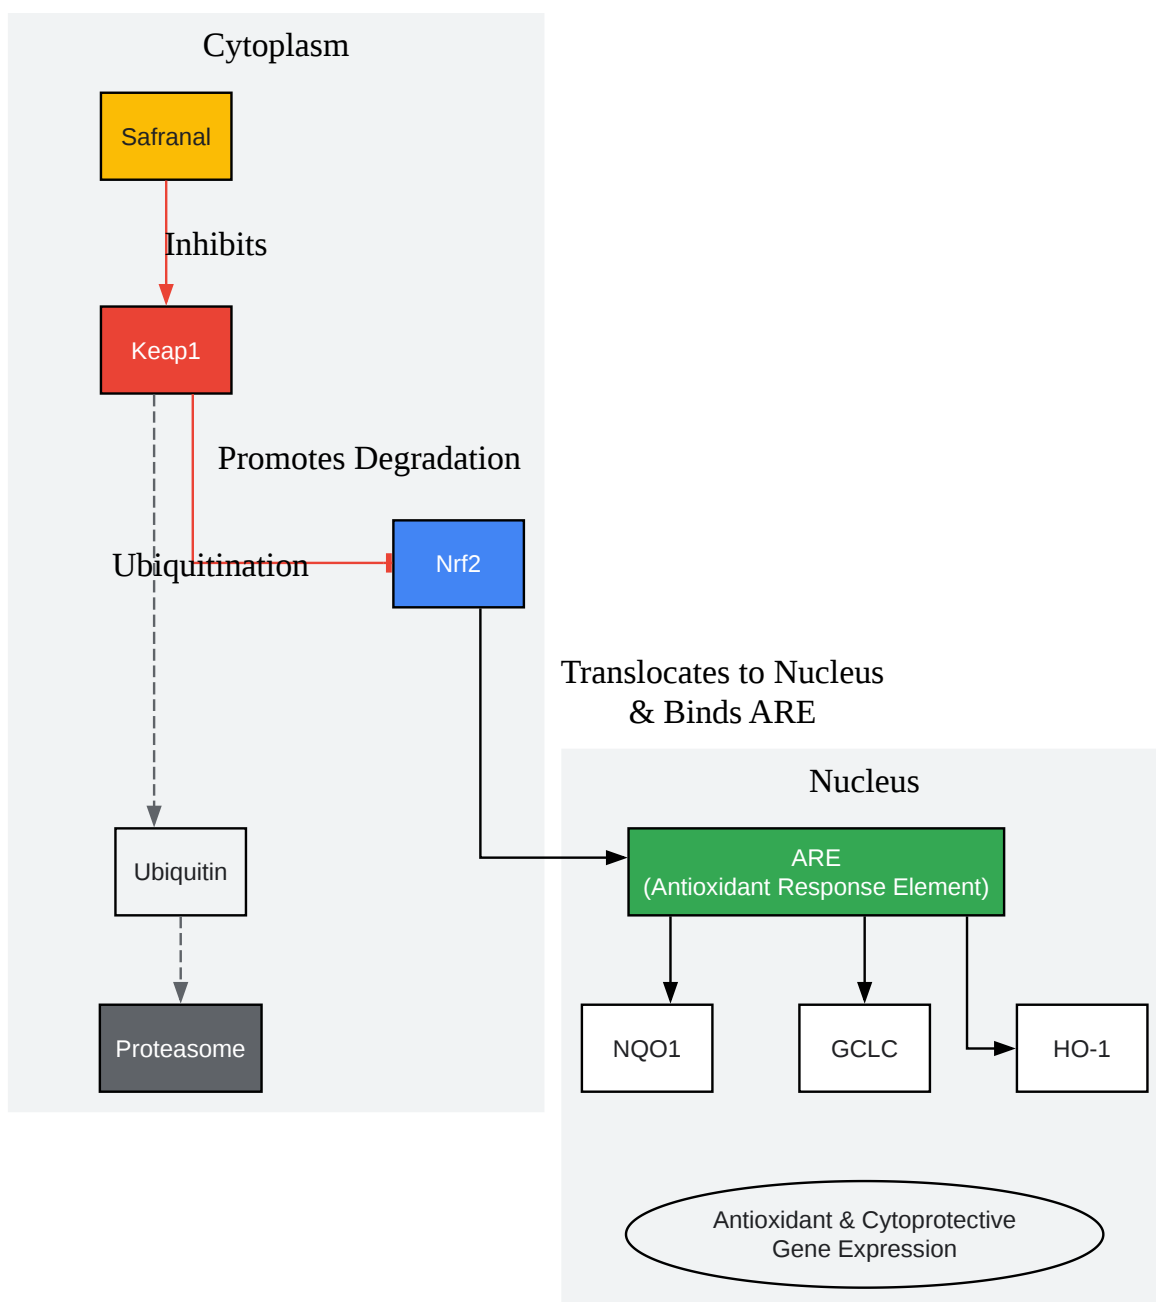 Cytoplasm
Safranal
Inhibits
Keap1
Promotes Degradation
Ubiquitination
Nrf2
Translocates to Nucleus
& Binds ARE
Nucleus
Ubiquitin
ARE
(Antioxidant Response Element)
Proteasome
NQO1
GCLC
HO-1
Antioxidant & Cytoprotective
Gene Expression